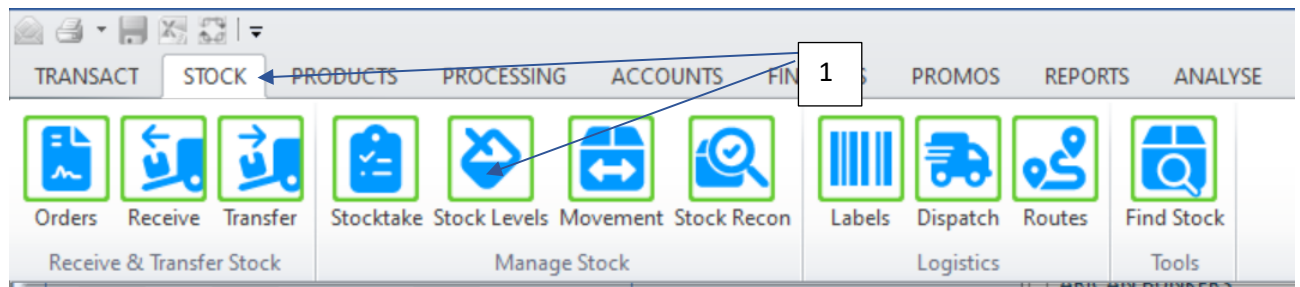 TRANSACT STOCK PRODUCTS PROCESSING ACCOUNTS 1 PROMOS REPORTS ANALYSE
Orders Receive Transfer Stocktake Stock Levels Movement Stock Recon Labels Dispatch Routes Find Stock
Receive & Transfer Stock Manage Stock Logistics Tools